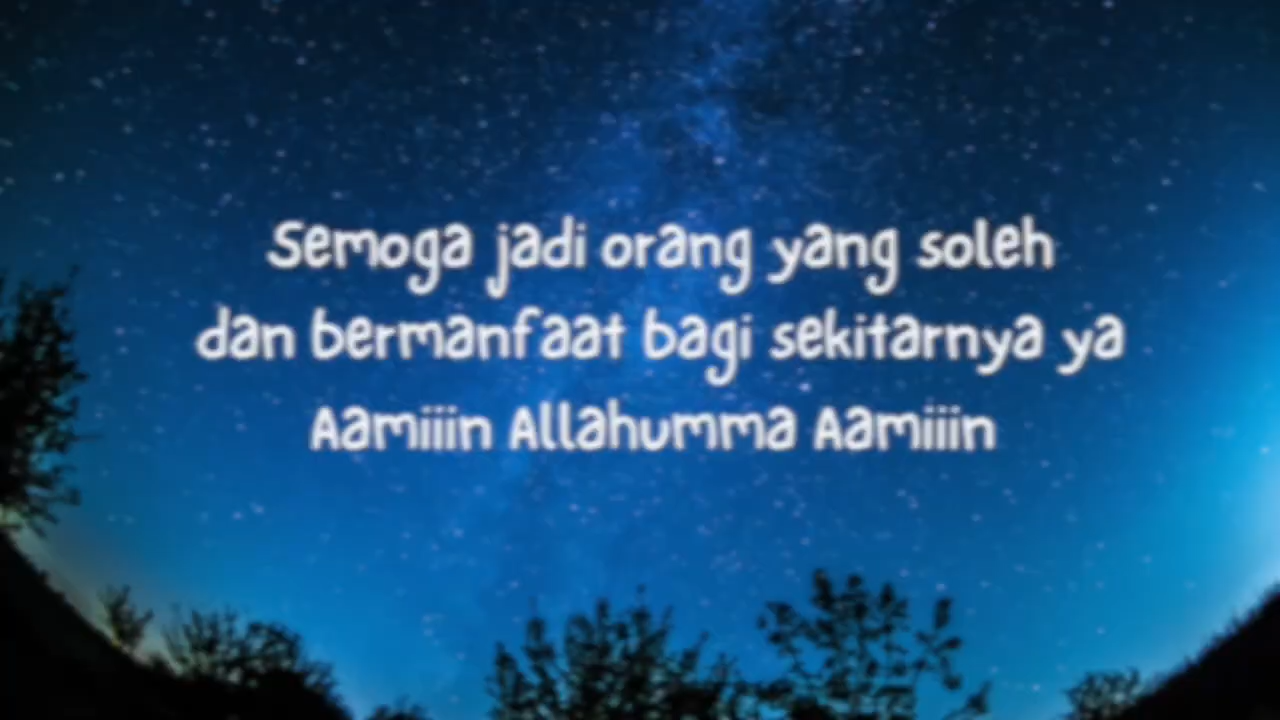 Semoga jadi orang yang soleh
dan bermanfaat bagi sekitarnya ya
Aamiiin Allahumma Aamiiin